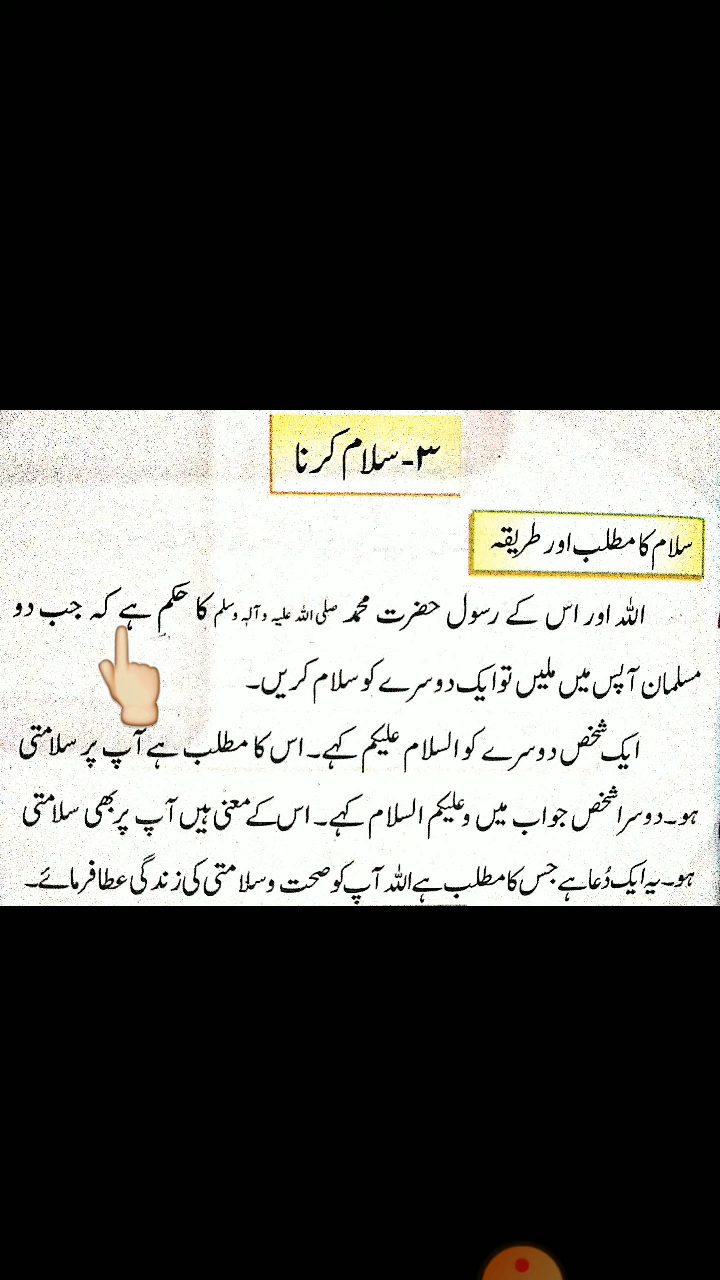 ۳۔ سلام کرنا
سلام کا مطلب اور طریقہ
اللہ اور اس کے رسول حضرت محمد صلی اللہ علیہ وآلہ وسلم کا حکم ہے کہ جب دو
مسلمان آپس میں ملیں تو ایک دوسرے کو سلام کریں۔
ایک شخص دوسرے کو السلام علیکم کہے۔ اس کا مطلب ہے آپ پر سلامتی
ہو۔ دوسرا شخص جواب میں وعلیکم السلام کہے۔ اس کے معنی ہیں آپ پر بھی سلامتی
ہو۔ یہ ایک دُعا ہے جس کا مطلب ہے اللہ آپ کو صحت و سلامتی کی زندگی عطا فرمائے۔